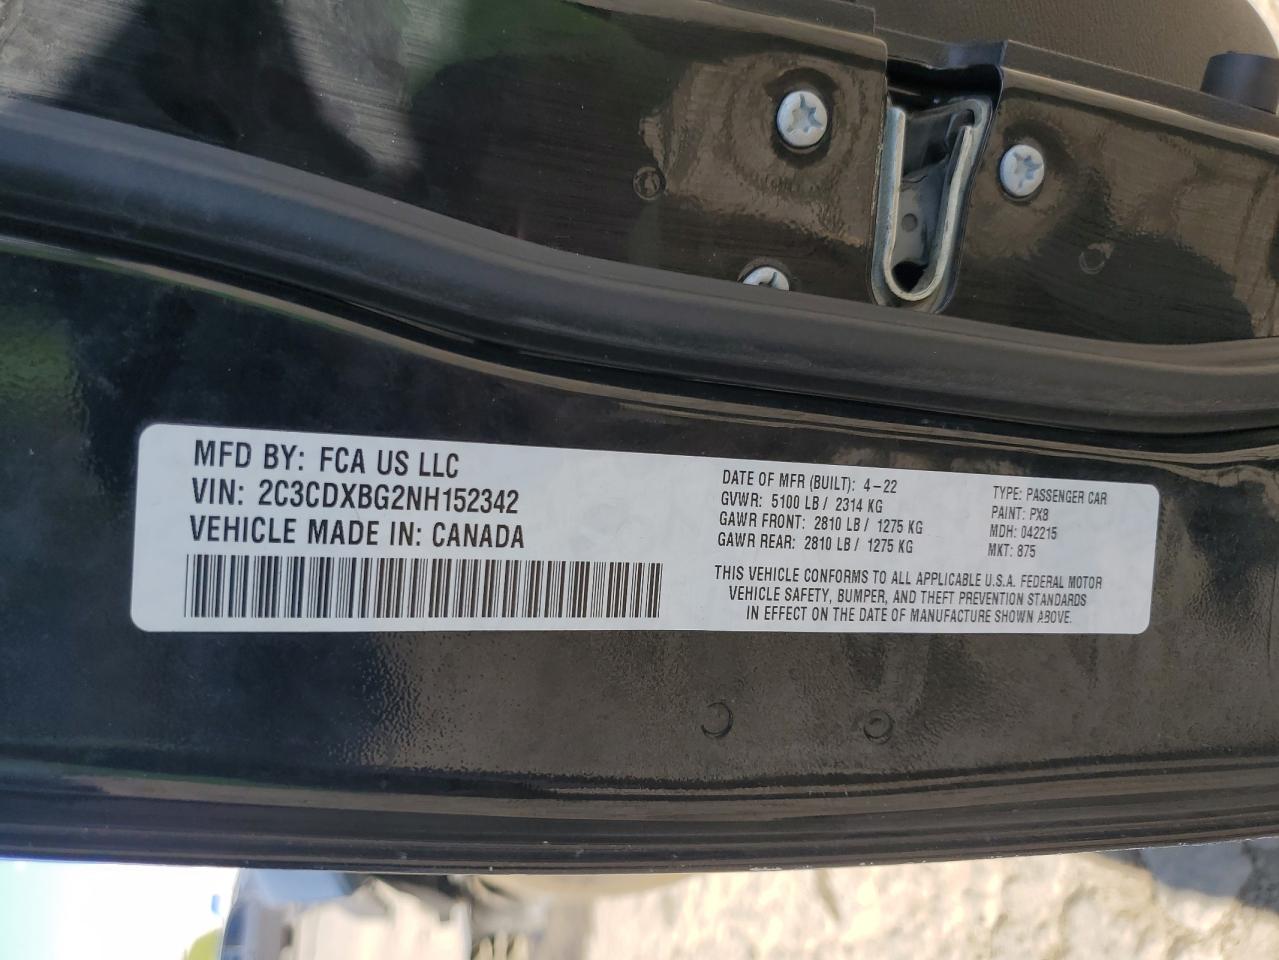 MFD BY: FCA US LLC
VIN: 2C3CDXBG2NH152342
VEHICLE MADE IN: CANADA
DATE OF MFR (BUILT): 4-22
GVWR: 5100 LB / 2314 KG
GAWR FRONT: 2810 LB / 1275 KG
GAWR REAR: 2810 LB / 1275 KG
TYPE: PASSENGER CAR
PAINT: PX8
MDH: 042215
MKT: 875
THIS VEHICLE CONFORMS TO ALL APPLICABLE U.S.A. FEDERAL MOTOR
VEHICLE SAFETY, BUMPER, AND THEFT PREVENTION STANDARDS
IN EFFECT ON THE DATE OF MANUFACTURE SHOWN ABOVE.